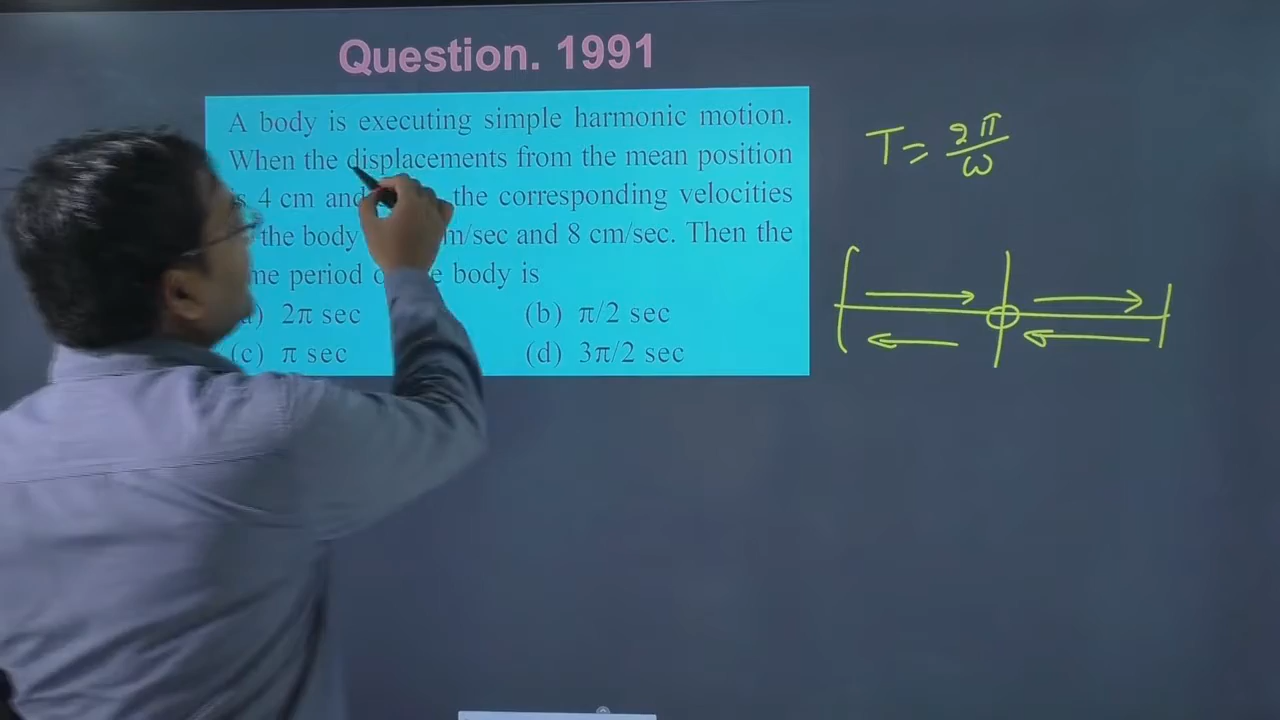 Question. 1991
A body is executing simple harmonic motion.
When the displacements from the mean position
4 cm and the corresponding velocities
the body m/sec and 8 cm/sec. Then the
period body is
2π sec (b) π/2 sec
(c) π sec (d) 3π/2 sec
T = 2π/ω